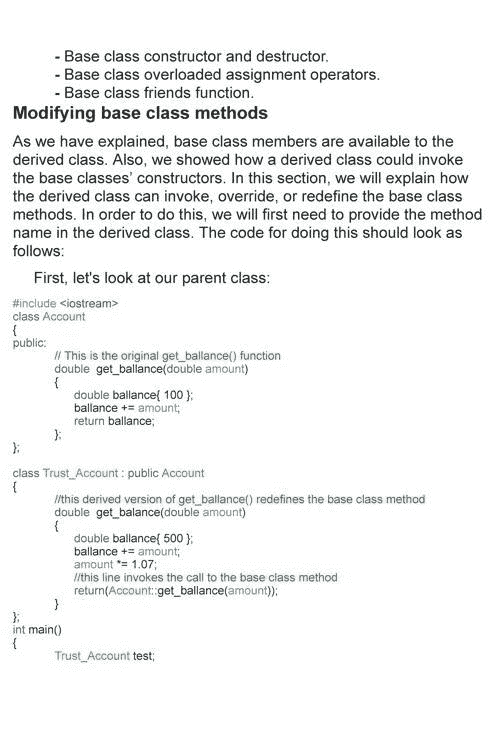 - Base class constructor and destructor.
- Base class overloaded assignment operators.
- Base class friends function.
Modifying base class methods
As we have explained, base class members are available to the
derived class. Also, we showed how a derived class could invoke
the base classes’ constructors. In this section, we will explain how
the derived class can invoke, override, or redefine the base class
methods. In order to do this, we will first need to provide the method
name in the derived class. The code for doing this should look as
follows:
First, let's look at our parent class:
#include <iostream>
class Account
{
public:
// This is the original get_ballance() function
double get_ballance(double amount)
{
double ballance{ 100 };
ballance += amount;
return ballance;
};
};
class Trust_Account : public Account
{
//this derived version of get_ballance() redefines the base class method
double get_balance(double amount)
{
double ballance{ 500 };
ballance += amount;
amount *= 1.07;
//this line invokes the call to the base class method
return(Account::get_ballance(amount));
}
};
int main()
{
Trust_Account test;